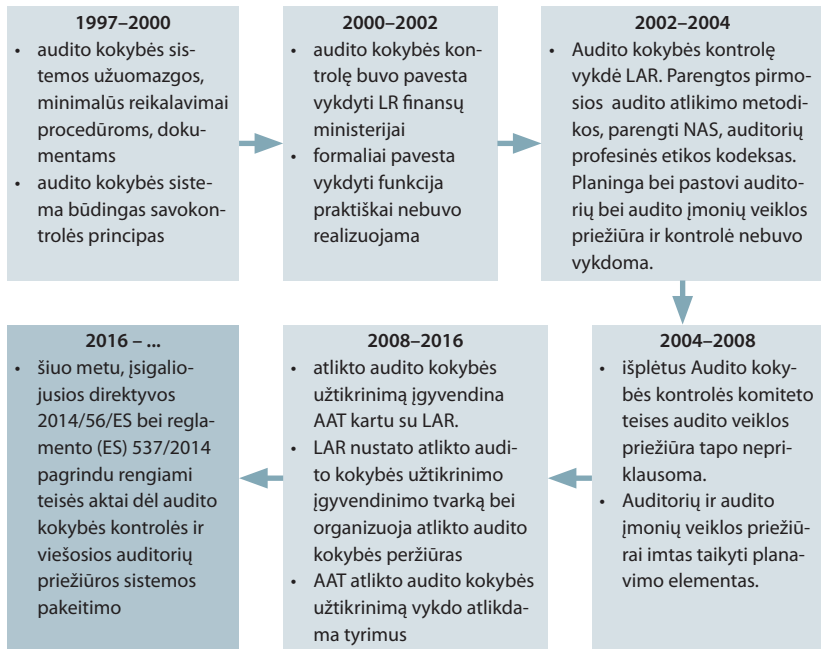 1997–2000
• audito kokybės sis-
temos užuomazgos,
minimalūs reikalavimai
procedūroms, doku-
mentams
• audito kokybės siste-
ma būdingas savokon-
trolės principas
2000–2002
• audito kokybės kon-
trolę buvo pavesta
vykdyti LR finansų
ministerijai
• formaliai pavesta
vykdyti funkcija
praktiškai nebuvo
realizuojama
2002–2004
• Audito kokybės kontrolę
vykdė LAR. Parengtos pirmo-
sios audito atlikimo metodi-
kos, parengti NAS, auditorių
profesinės etikos kodeksas.
Planinga bei pastovi audito-
rių bei audito įmonių veiklos
priežiūra ir kontrolė nebuvo
vykdoma.
2004–2008
• išplėtus Audito koky-
bės kontrolės komiteto
teises audito veiklos
priežiūra tapo nepri-
klausoma.
• Auditorių ir audito
įmonių veiklos priežiū-
rai imtas taikyti plana-
vimo elementas.
2008–2016
• atlikto audito kokybės
užtikrinimą įgyvendina
AAT kartu su LAR.
• LAR nustato atlikto audi-
to kokybės užtikrinimo
įgyvendinimo tvarką bei
organizuoja atlikto audito
kokybės peržiūras
• AAT atlikto audito kokybės
užtikrinimą vykdo atlikda-
ma tyrimus
2016 – ...
• šiuo metu, įsigalio-
jusios direktyvos
2014/56/ES bei regla-
mento (ES) 537/2014
pagrindu rengiami
teisės aktai dėl audito
kokybės kontrolės ir
viešosios auditorių
priežiūros sistemos
pakeitimo